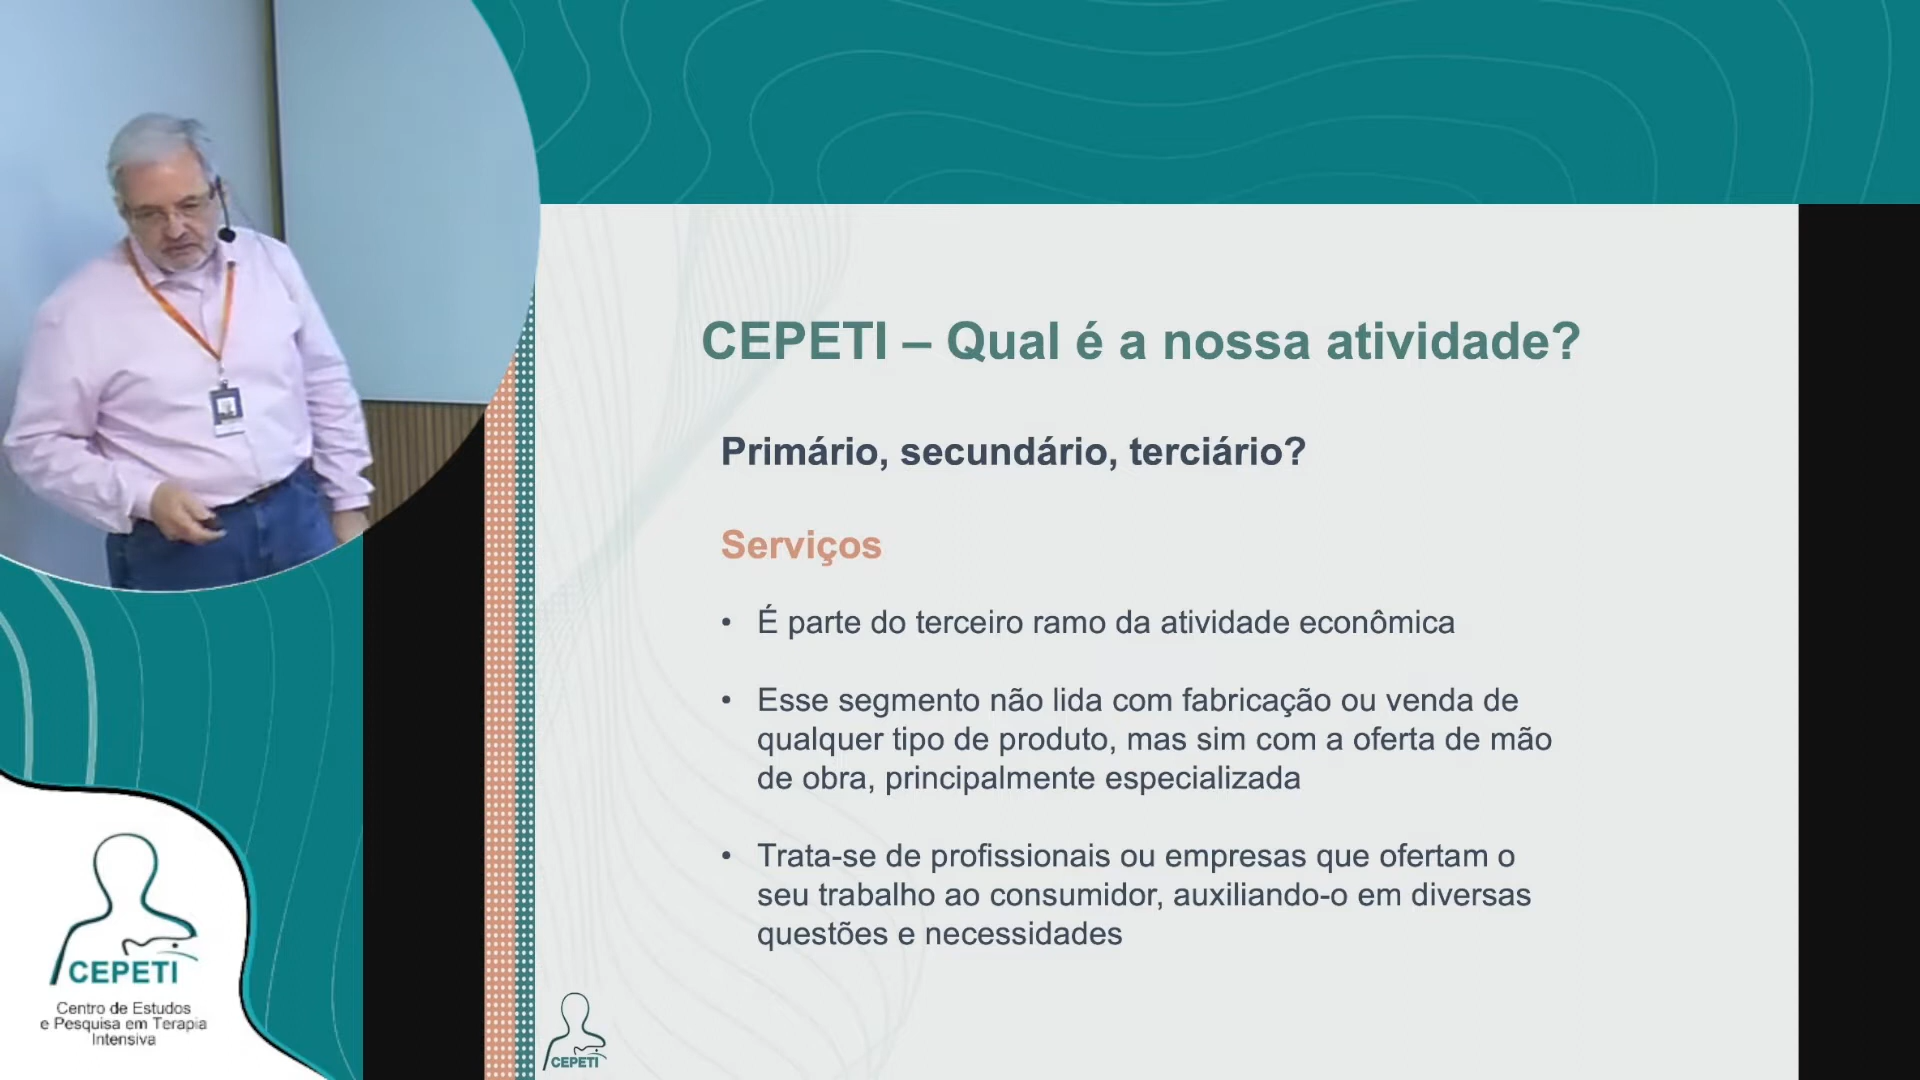 CEPETI – Qual é a nossa atividade?
Primário, secundário, terciário?
Serviços
• É parte do terceiro ramo da atividade econômica
• Esse segmento não lida com fabricação ou venda de
qualquer tipo de produto, mas sim com a oferta de mão
de obra, principalmente especializada
• Trata-se de profissionais ou empresas que ofertam o
seu trabalho ao consumidor, auxiliando-o em diversas
questões e necessidades
CEPETI
CEPETI
Centro de Estudos
e Pesquisa em Terapia
Intensiva